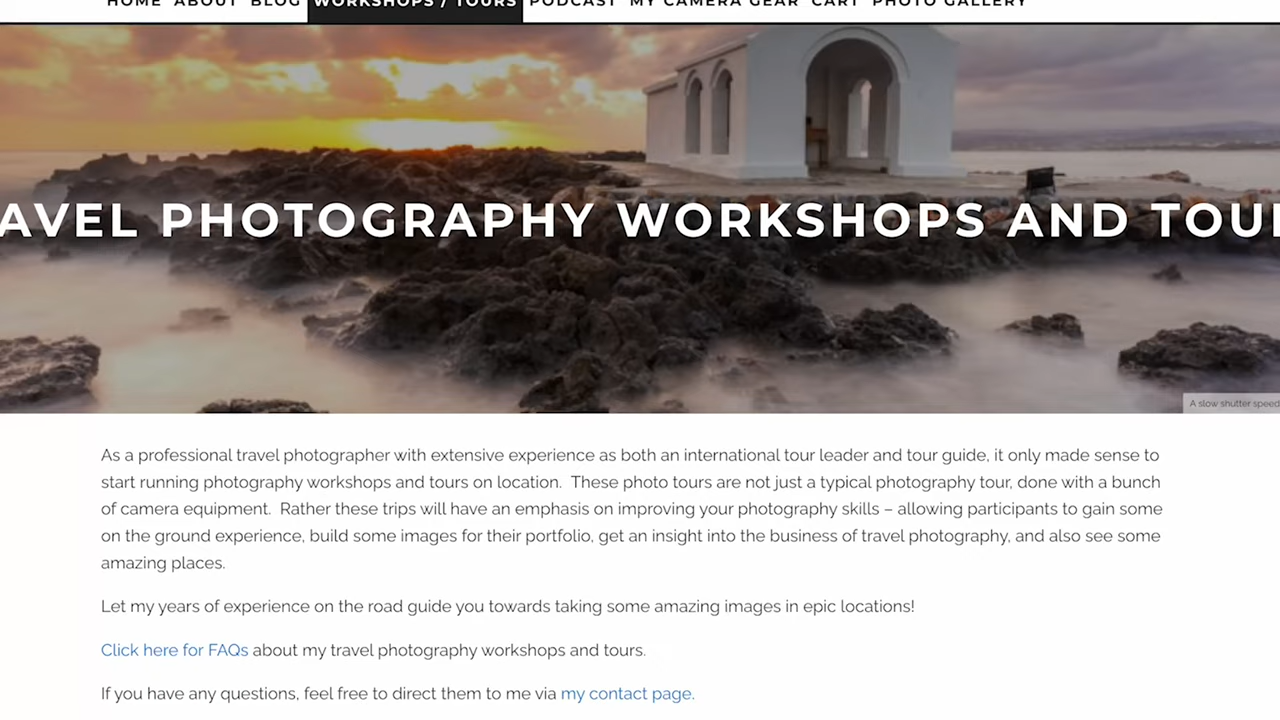 HOME ABOUT BLOG WORKSHOPS / TOURS PODCAST MY CAMERA GEAR CART PHOTO GALLERY
AVEL PHOTOGRAPHY WORKSHOPS AND TOU
A slow shutter speed
As a professional travel photographer with extensive experience as both an international tour leader and tour guide, it only made sense to
start running photography workshops and tours on location. These photo tours are not just a typical photography tour, done with a bunch
of camera equipment. Rather these trips will have an emphasis on improving your photography skills – allowing participants to gain some
on the ground experience, build some images for their portfolio, get an insight into the business of travel photography, and also see some
amazing places.
Let my years of experience on the road guide you towards taking some amazing images in epic locations!
Click here for FAQs about my travel photography workshops and tours.
If you have any questions, feel free to direct them to me via my contact page.